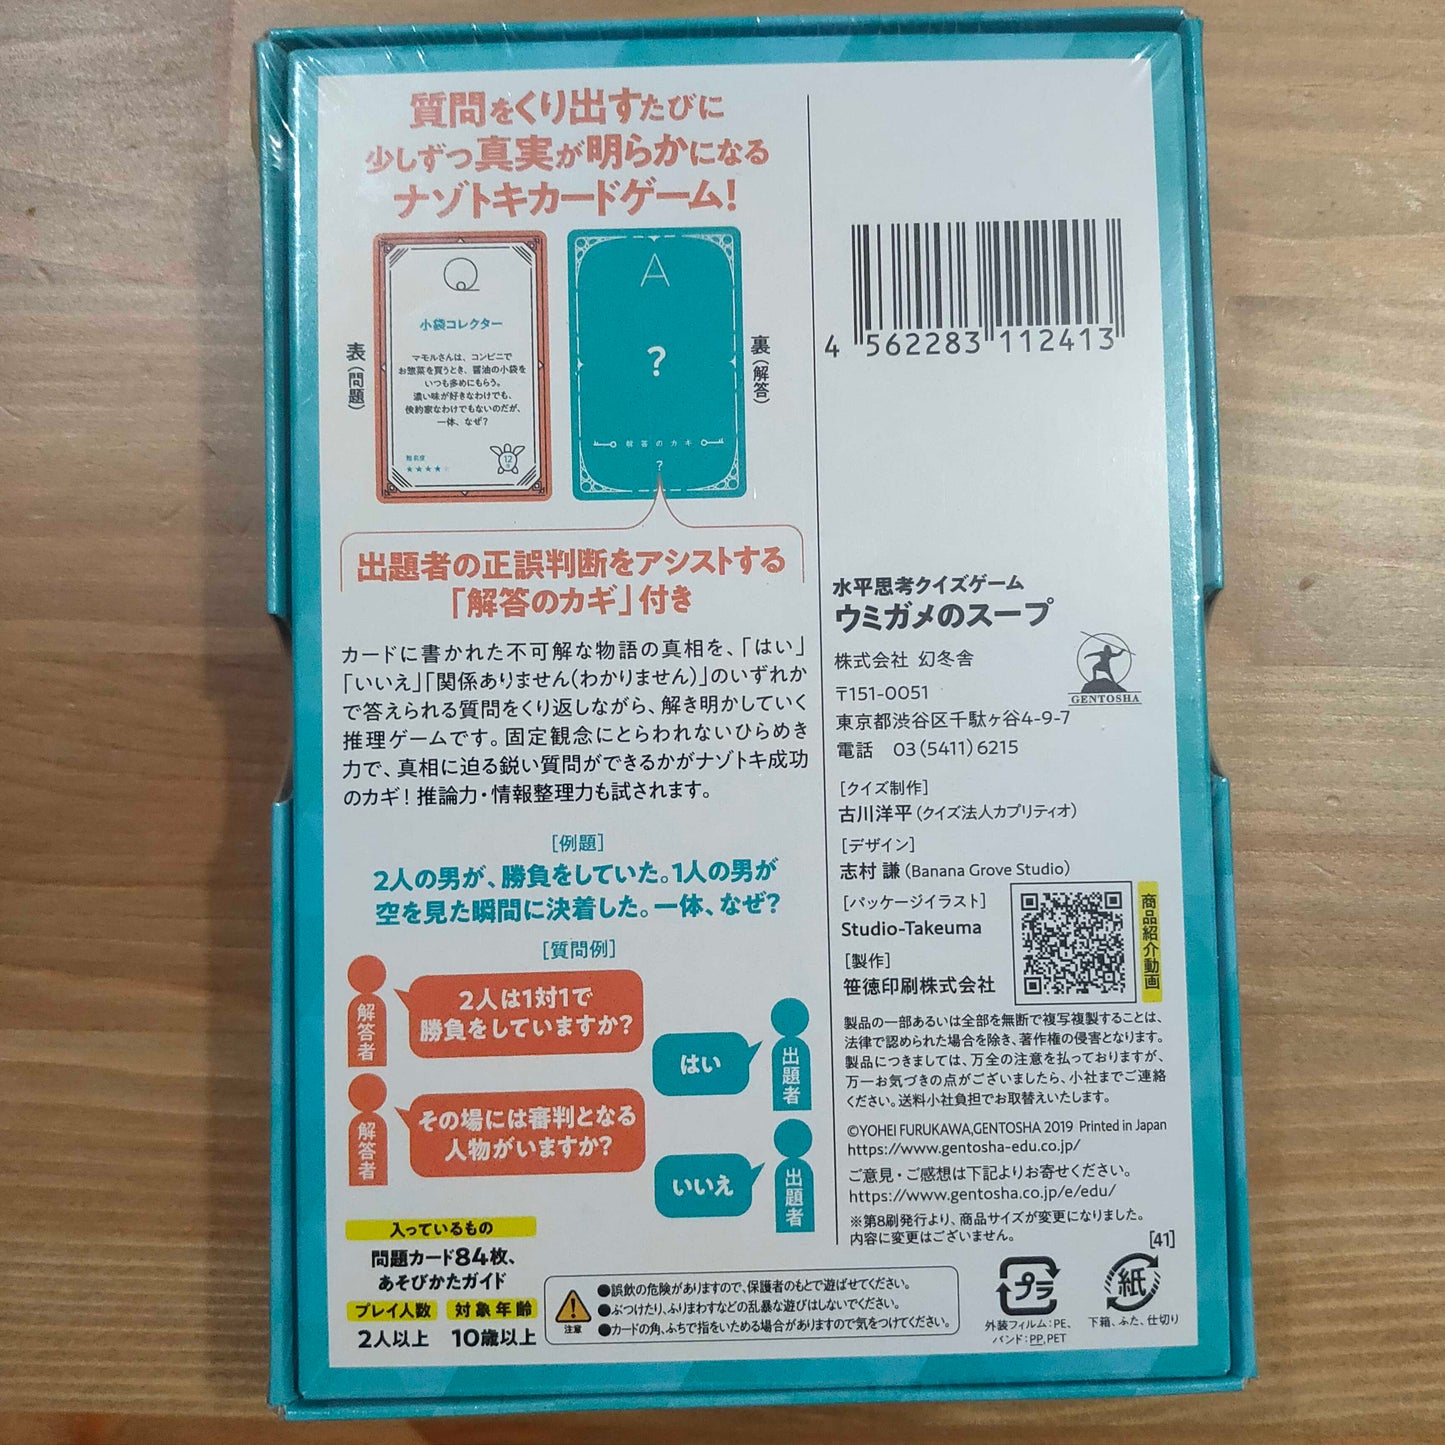 質問をくり出すたびに
少しずつ真実が明らかになる
ナゾトキカードゲーム!
表(問題)
Q
小袋コレクター
マモルさんは、コンビニで
お惣菜を買うとき、醤油の小袋を
いつも多めにもらう。
濃い味が好きなわけでも、
倹約家なわけでもないのだが、
一体、なぜ?
難易度
★★★★☆
12
A
?
解答のカギ
?
裏(解答)
出題者の正誤判断をアシストする
「解答のカギ」付き
カードに書かれた不可解な物語の真相を、「はい」
「いいえ」「関係ありません(わかりません)」のいずれか
で答えられる質問をくり返しながら、解き明かしていく
推理ゲームです。固定観念にとらわれないひらめき
力で、真相に迫る鋭い質問ができるかがナゾトキ成功
のカギ!推論力・情報整理力も試されます。
[例題]
2人の男が、勝負をしていた。1人の男が
空を見た瞬間に決着した。一体、なぜ?
[質問例]
解答者
2人は1対1で
勝負をしていますか?
はい
出題者
解答者
その場には審判となる
人物がいますか?
いいえ
出題者
入っているもの
問題カード84枚、
あそびかたガイド
プレイ人数
2人以上
対象年齢
10歳以上
注意
●誤飲の危険がありますので、保護者のもとで遊ばせてください。
●ぶつけたり、ふりまわすなどの乱暴な遊びはしないでください。
●カードの角、ふちで指をいためる場合がありますので気をつけてください。
4 562283 112413
水平思考クイズゲーム
ウミガメのスープ
株式会社 幻冬舎
〒151-0051
東京都渋谷区千駄ヶ谷4-9-7
電話 03(5411)6215
GENTOSHA
[クイズ制作]
古川洋平(クイズ法人カプリティオ)
[デザイン]
志村 謙(Banana Grove Studio)
[パッケージイラスト]
Studio-Takeuma
[製作]
笹徳印刷株式会社
商品紹介動画
製品の一部あるいは全部を無断で複写複製することは、
法律で認められた場合を除き、著作権の侵害となります。
製品につきましては、万全の注意を払っておりますが、
万一お気づきの点がございましたら、小社までご連絡
ください。送料小社負担でお取替えいたします。
©YOHEI FURUKAWA,GENTOSHA 2019 Printed in Japan
https://www.gentosha-edu.co.jp/
ご意見・ご感想は下記よりお寄せください。
https://www.gentosha.co.jp/e/edu/
※第8刷発行より、商品サイズが変更になりました。
内容に変更はございません。
[41]
プラ
外装フィルム:PE、
バンド:PP,PET
紙
下箱、ふた、仕切り